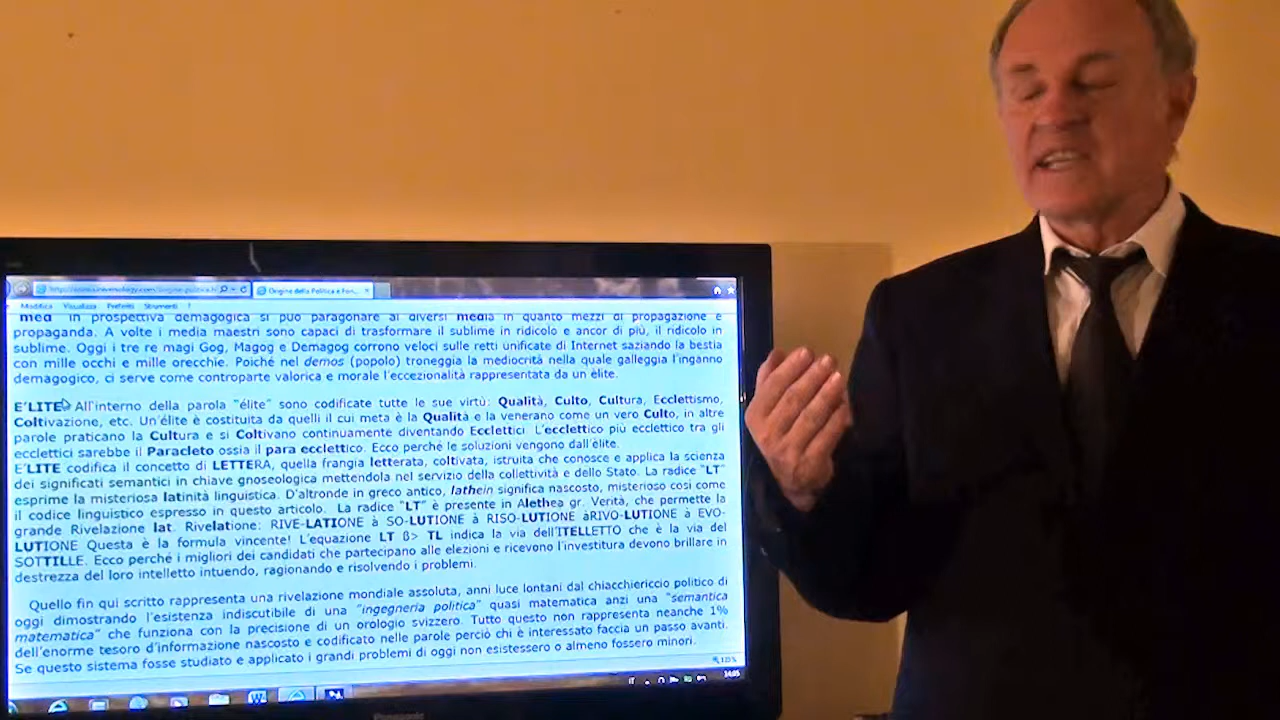 Origine della Politica e Fon...
Modifica Visualizza Preferiti Strumenti ?
med in prospettiva demagogica si può paragonare ai diversi media in quanto mezzi di propagazione e
propaganda. A volte i media maestri sono capaci di trasformare il sublime in ridicolo e ancor di più, il ridicolo in
sublime. Oggi i tre re magi Gog, Magog e Demagog corrono veloci sulle retti unificate di Internet saziando la bestia
con mille occhi e mille orecchie. Poiché nel demos (popolo) troneggia la mediocrità nella quale galleggia l'inganno
demagogico, ci serve come controparte valorica e morale l'eccezionalità rappresentata da un élite.
E'LITE All'interno della parola "élite" sono codificate tutte le sue virtù: Qualità, Culto, Cultura, Ecclettismo,
Coltivazione, etc. Un'élite è costituita da quelli il cui meta è la Qualità e la venerano come un vero Culto, in altre
parole praticano la Cultura e si Coltivano continuamente diventando Ecclettici. L'ecclettico più ecclettico tra gli
ecclettici sarebbe il Paracleto ossia il para ecclettico. Ecco perché le soluzioni vengono dall'élite.
E'LITE codifica il concetto di LETTERA, quella frangia letterata, coltivata, istruita che conosce e applica la scienza
dei significati semantici in chiave gnoseologica mettendola nel servizio della collettività e dello Stato. La radice "LT"
esprime la misteriosa latinità linguistica. D'altronde in greco antico, lathein significa nascosto, misterioso così come
il codice linguistico espresso in questo articolo. La radice "LT" è presente in Alethea gr. Verità, che permette la
grande Rivelazione lat. Rivelatione: RIVE-LATIONE à SO-LUTIONE à RISO-LUTIONE àRIVO-LUTIONE à EVO-
LUTIONE Questa è la formula vincente! L'equazione LT ß> TL indica la via dell'ITELLETTO che è la via del
SOTTILLE. Ecco perché i migliori dei candidati che partecipano alle elezioni e ricevono l'investitura devono brillare in
destrezza del loro intelletto intuendo, ragionando e risolvendo i problemi.
Quello fin qui scritto rappresenta una rivelazione mondiale assoluta, anni luce lontani dal chiacchiericcio politico di
oggi dimostrando l'esistenza indiscutibile di una "ingegneria politica" quasi matematica anzi una "semantica
matematica" che funziona con la precisione di un orologio svizzero. Tutto questo non rappresenta neanche 1%
dell'enorme tesoro d'informazione nascosto e codificato nelle parole perciò chi è interessato faccia un passo avanti.
Se questo sistema fosse studiato e applicato i grandi problemi di oggi non esistessero o almeno fossero minori.
125%
IT
Panasonic